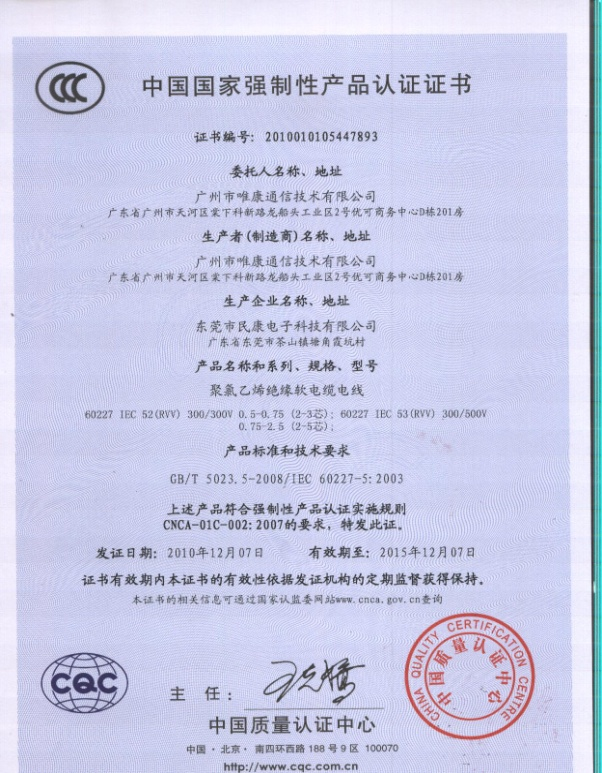 CCC
中国国家强制性产品认证证书
证书编号: 2010010105447893
委托人名称、地址
广州市唯康通信技术有限公司
广东省广州市天河区棠下科新路龙船头工业区2号优可商务中心D栋201房
生产者(制造商)名称、地址
广州市唯康通信技术有限公司
广东省广州市天河区棠下科新路龙船头工业区2号优可商务中心D栋201房
生产企业名称、地址
东莞市民康电子科技有限公司
广东省东莞市茶山镇塘角霞坑村
产品名称和系列、规格、型号
聚氯乙烯绝缘软电缆电线
60227 IEC 52(RVV) 300/300V 0.5-0.75 (2-3芯); 60227 IEC 53(RVV) 300/500V
0.75-2.5 (2-5芯);
产品标准和技术要求
GB/T 5023.5-2008/IEC 60227-5:2003
上述产品符合强制性产品认证实施规则
CNCA-01C-002:2007的要求，特发此证。
发证日期: 2010年12月07日 有效期至: 2015年12月07日
证书有效期内本证书的有效性依据发证机构的定期监督获得保持。
本证书的相关信息可通过国家认监委网站www.cnca.gov.cn查询
CHINA QUALITY CERTIFICATION CENTRE
中国质量认证中心
CQC
主 任:
中国质量认证中心
中国·北京·南四环西路 188 号 9 区 100070
http://www.cqc.com.cn